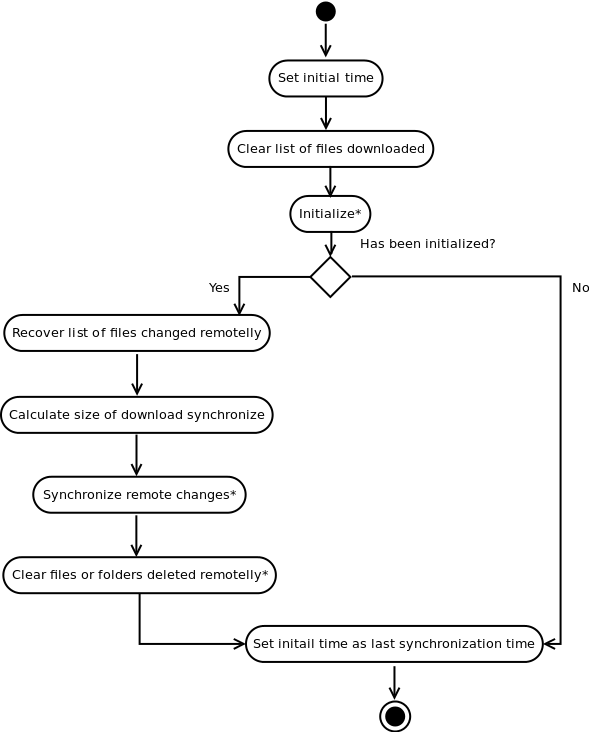 Set initial time
Clear list of files downloaded
Initialize*
Has been initialized?
Yes
No
Recover list of files changed remotelly
Calculate size of download synchronize
Synchronize remote changes*
Clear files or folders deleted remotelly*
Set initail time as last synchronization time